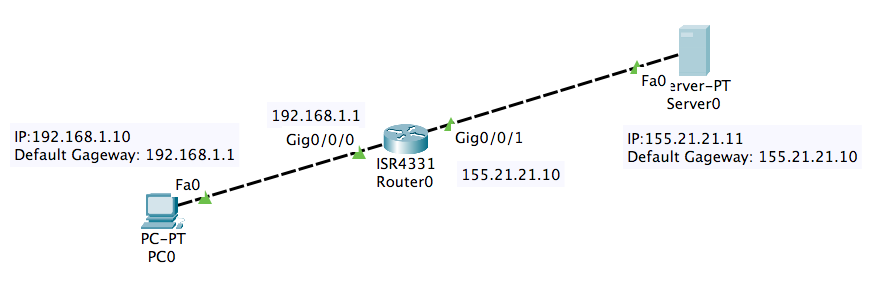 IP:192.168.1.10
Default Gageway: 192.168.1.1
Fa0
PC-PT
PC0
192.168.1.1
Gig0/0/0
ISR4331
Router0
Gig0/0/1
155.21.21.10
Fa0
erver-PT
Server0
IP:155.21.21.11
Default Gageway: 155.21.21.10